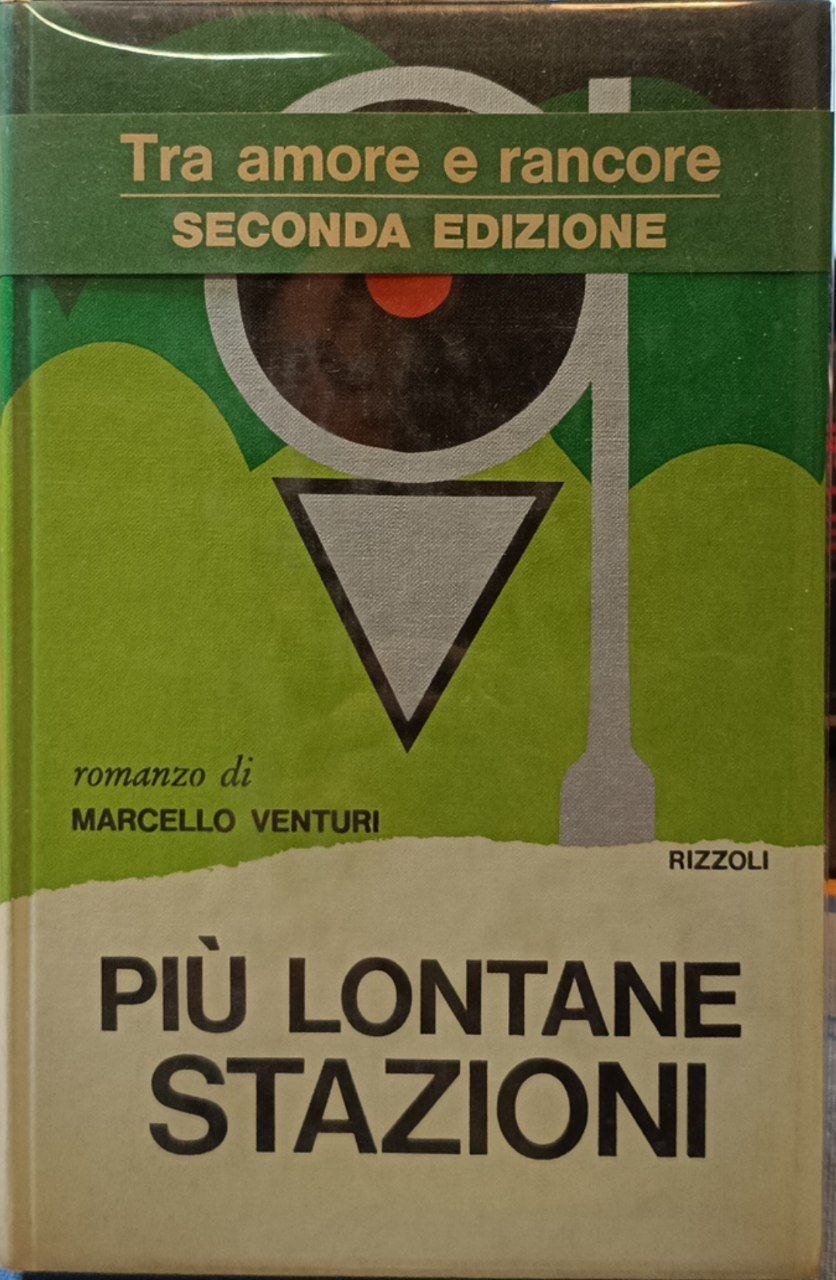 Tra amore e rancore
SECONDA EDIZIONE
romanzo di
MARCELLO VENTURI
RIZZOLI
PIÙ LONTANE
STAZIONI